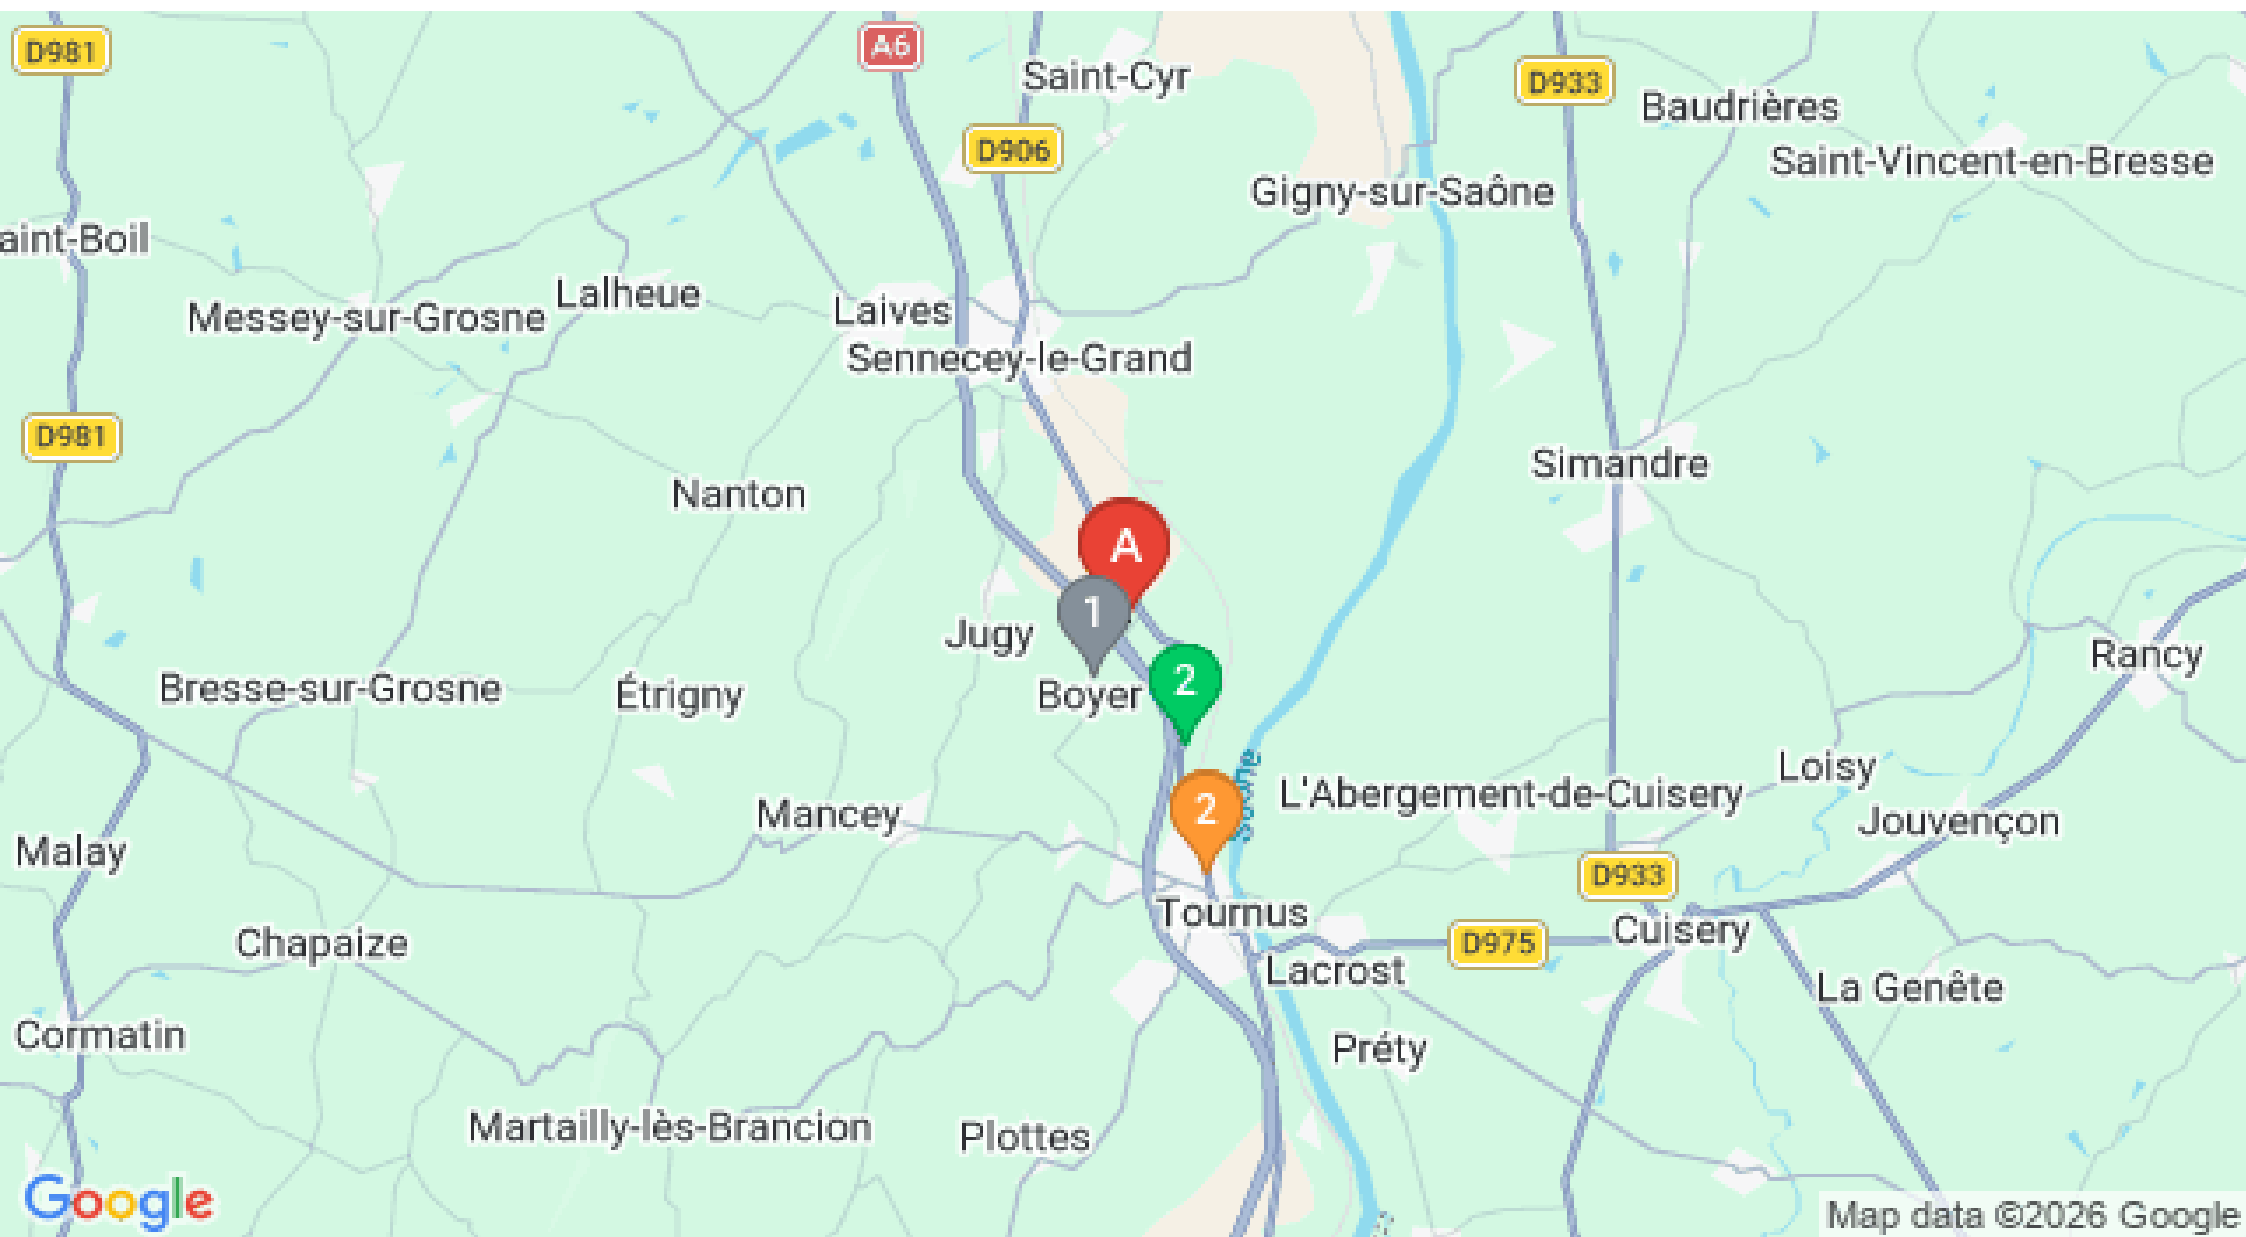 D981
A6
Saint-Cyr
D933
Baudrières
D906
Saint-Vincent-en-Bresse
Gigny-sur-Saône
aint-Boil
Lalheue
Messey-sur-Grosne
Laives
Sennecey-le-Grand
D981
Simandre
Nanton
A
1
Jugy
Rancy
2
Bresse-sur-Grosne
Étrigny
Boyer
Loisy
Saône
L'Abergement-de-Cuisery
2
Mancey
Jouvençon
Malay
D933
Tournus
Cuisery
Chapaize
D975
Lacrost
La Genête
Cormatin
Préty
Martailly-lès-Brancion
Plottes
Google
Map data ©2026 Google